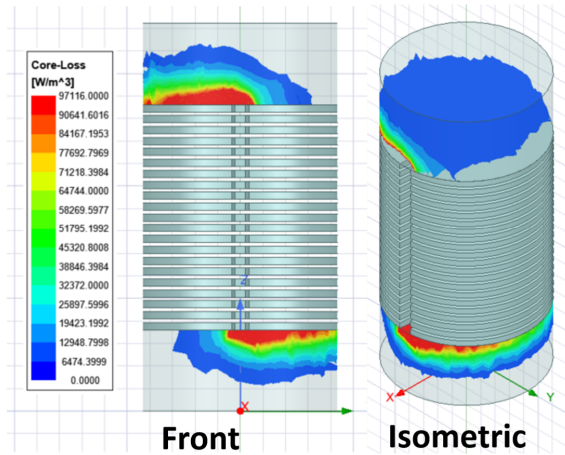 Core-Loss
[W/m^3]
97116.0000
90641.6016
84167.1953
77692.7969
71218.3984
64744.0000
58269.5977
51795.1992
45320.8008
38846.3984
32372.0000
25897.5996
19423.1992
12948.7998
6474.3999
0.0000
Z
X
X
Y
Front
Isometric